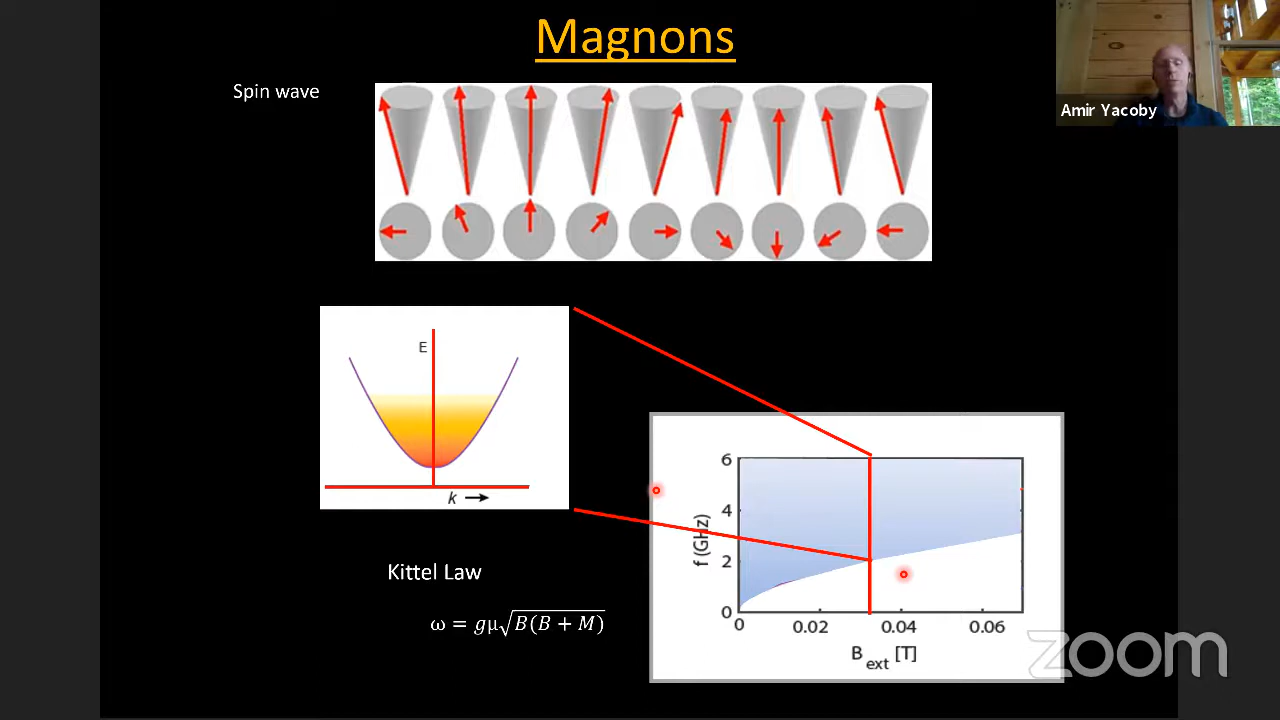 Magnons
Spin wave
Amir Yacoby
E
k →
f (GHz)
6
4
2
0
0 0.02 0.04 0.06
B ext [T]
Kittel Law
ω = gμ√B(B + M)
zoom